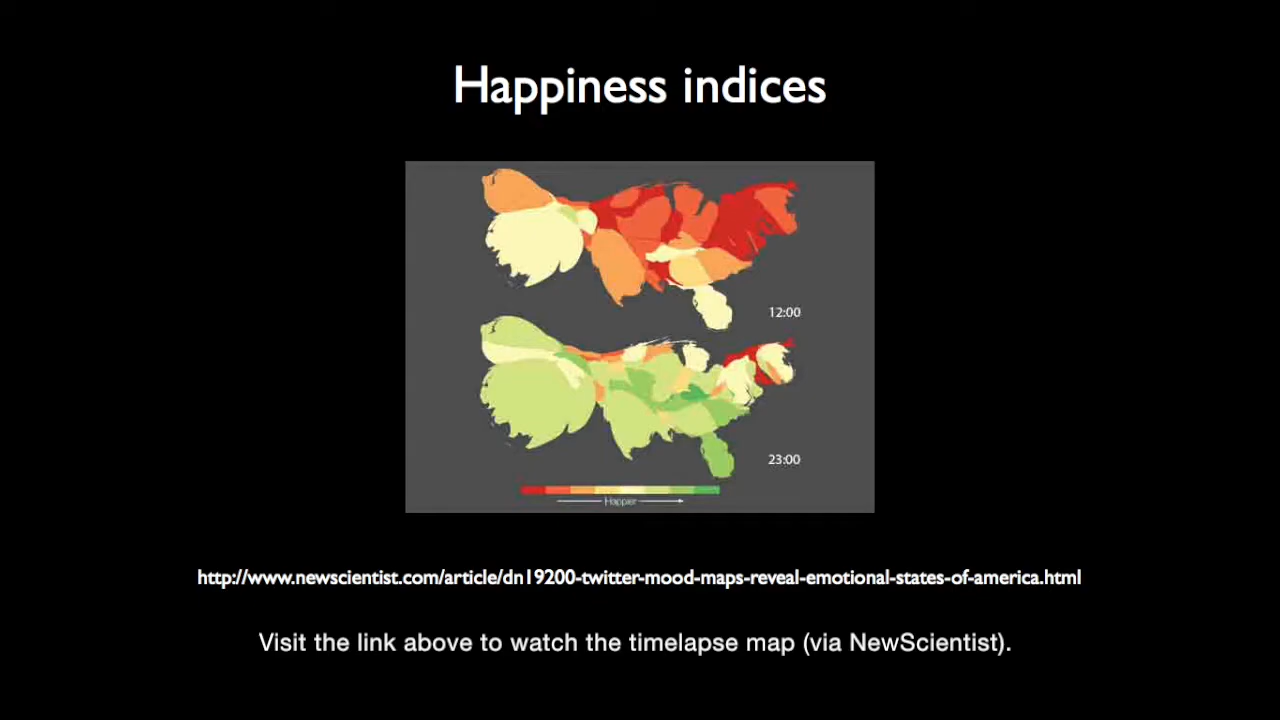 Happiness indices
12:00
23:00
Happier
http://www.newscientist.com/article/dn19200-twitter-mood-maps-reveal-emotional-states-of-america.html
Visit the link above to watch the timelapse map (via NewScientist).